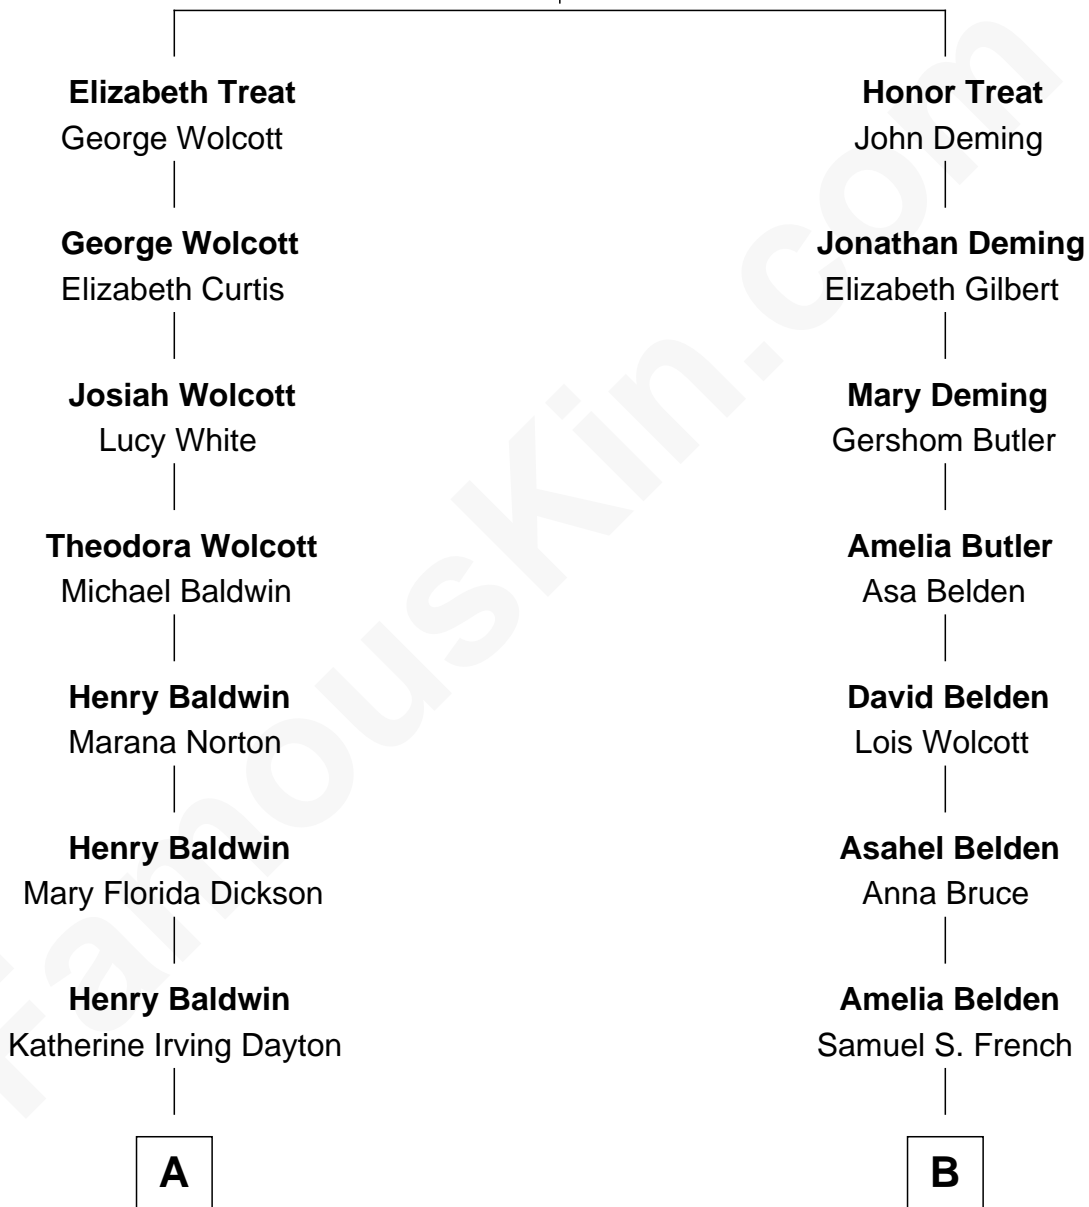 Elizabeth Treat
George Wolcott
Honor Treat
John Deming
George Wolcott
Elizabeth Curtis
Jonathan Deming
Elizabeth Gilbert
Josiah Wolcott
Lucy White
Mary Deming
Gershom Butler
Theodora Wolcott
Michael Baldwin
Amelia Butler
Asa Belden
Henry Baldwin
Marana Norton
David Belden
Lois Wolcott
Henry Baldwin
Mary Florida Dickson
Asahel Belden
Anna Bruce
Henry Baldwin
Katherine Irving Dayton
Amelia Belden
Samuel S. French
A
B
FamousKin.com